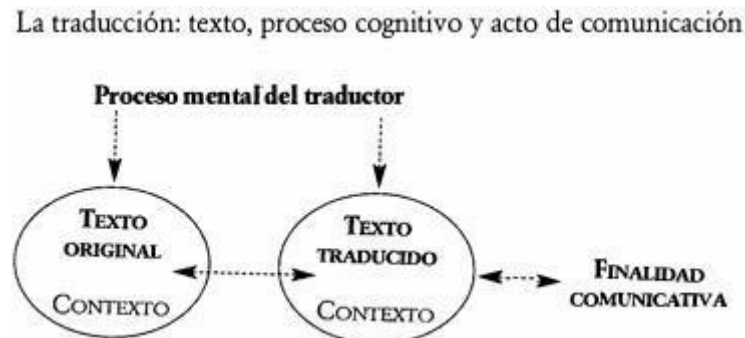 La traducción: texto, proceso cognitivo y acto de comunicación
Proceso mental del traductor
TEXTO
ORIGINAL
CONTEXTO
TEXTO
TRADUCIDO
CONTEXTO
FINALIDAD
COMUNICATIVA